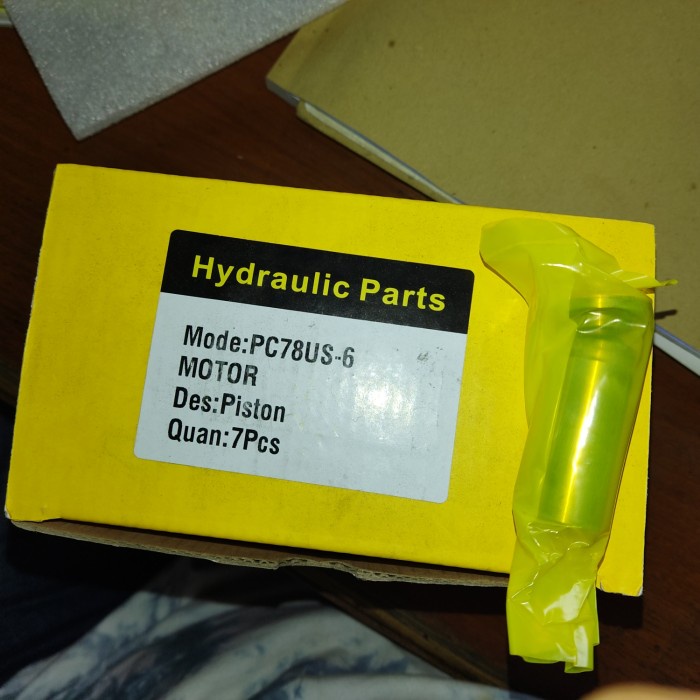 Hydraulic Parts
Mode:PC78US-6
MOTOR
Des:Piston
Quan:7Pcs